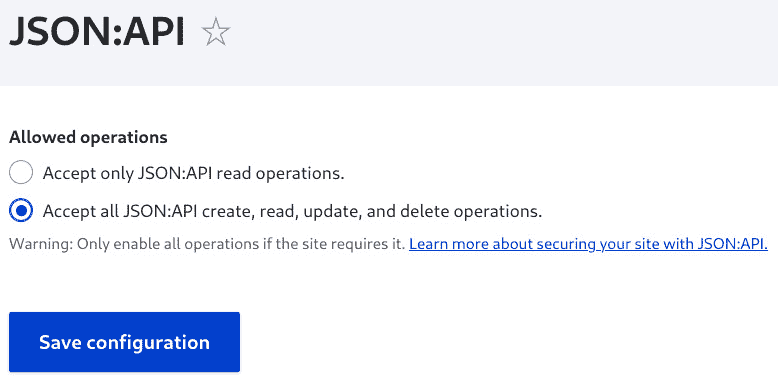 JSON:API
Allowed operations
Accept only JSON:API read operations.
Accept all JSON:API create, read, update, and delete operations.
Warning: Only enable all operations if the site requires it. Learn more about securing your site with JSON:API.
Save configuration